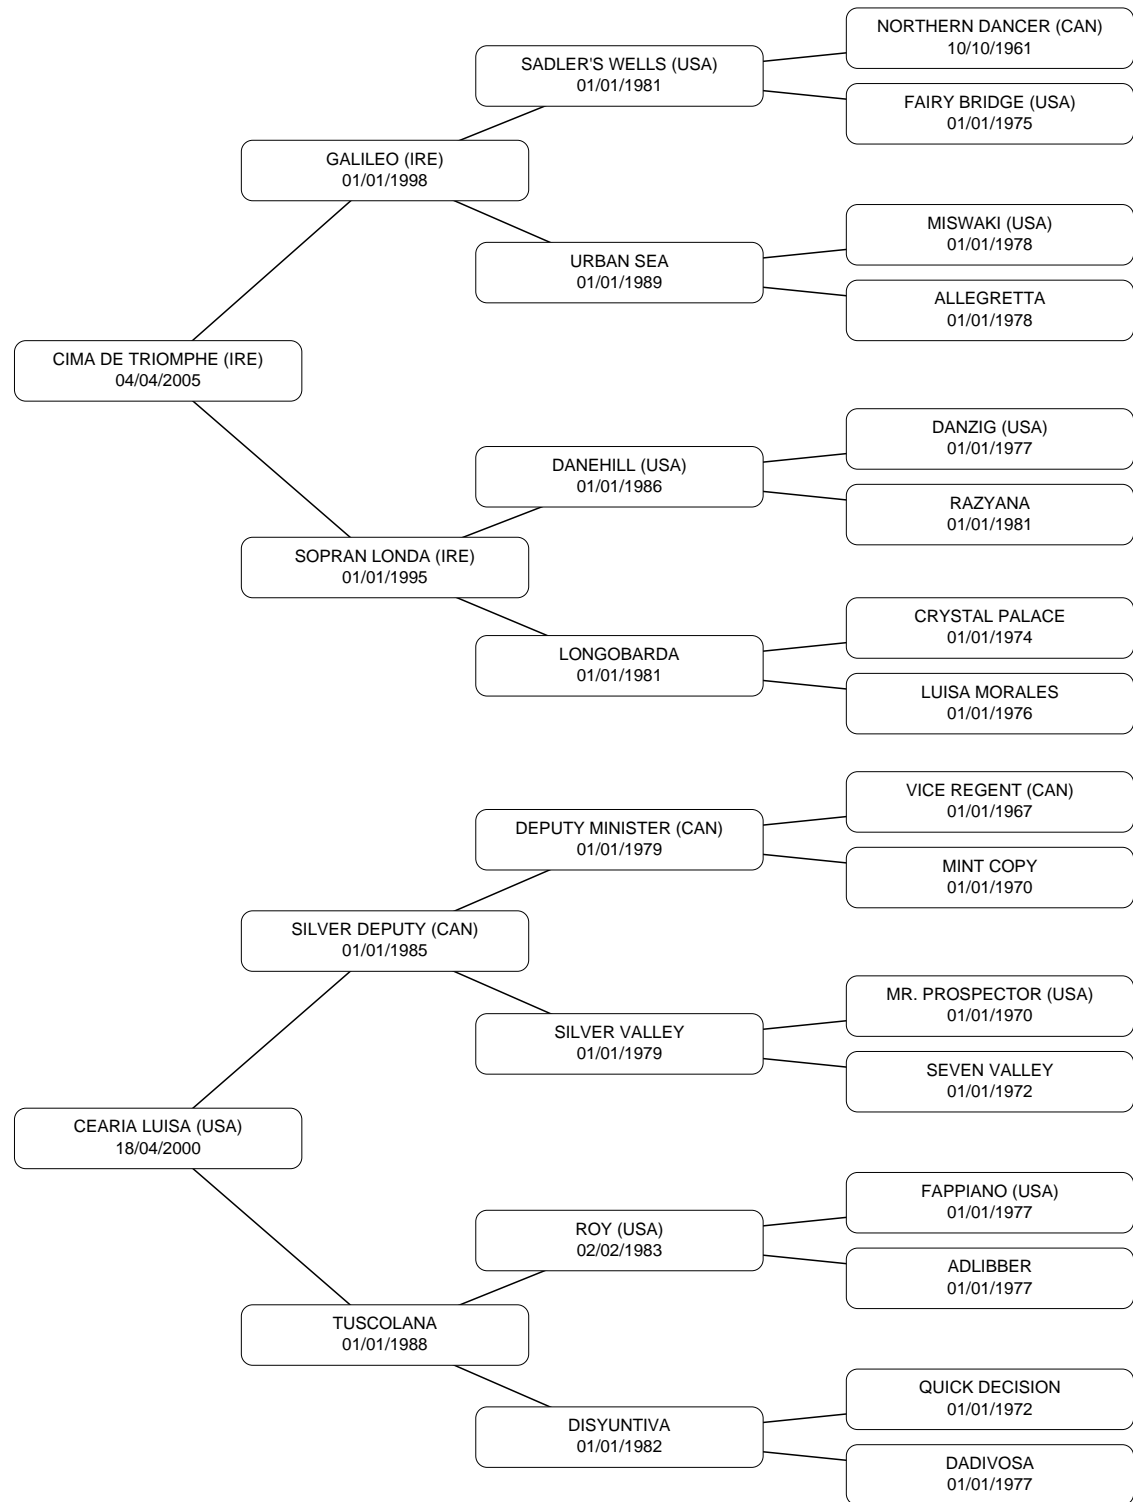 NORTHERN DANCER (CAN)
10/10/1961
SADLER'S WELLS (USA)
01/01/1981
FAIRY BRIDGE (USA)
01/01/1975
GALILEO (IRE)
01/01/1998
MISWAKI (USA)
01/01/1978
URBAN SEA
01/01/1989
ALLEGRETTA
01/01/1978
CIMA DE TRIOMPHE (IRE)
04/04/2005
DANZIG (USA)
01/01/1977
DANEHILL (USA)
01/01/1986
RAZYANA
01/01/1981
SOPRAN LONDA (IRE)
01/01/1995
CRYSTAL PALACE
01/01/1974
LONGOBARDA
01/01/1981
LUISA MORALES
01/01/1976
VICE REGENT (CAN)
01/01/1967
DEPUTY MINISTER (CAN)
01/01/1979
MINT COPY
01/01/1970
SILVER DEPUTY (CAN)
01/01/1985
MR. PROSPECTOR (USA)
01/01/1970
SILVER VALLEY
01/01/1979
SEVEN VALLEY
01/01/1972
CEARIA LUISA (USA)
18/04/2000
FAPPIANO (USA)
01/01/1977
ROY (USA)
02/02/1983
ADLIBBER
01/01/1977
TUSCOLANA
01/01/1988
QUICK DECISION
01/01/1972
DISYUNTIVA
01/01/1982
DADIVOSA
01/01/1977